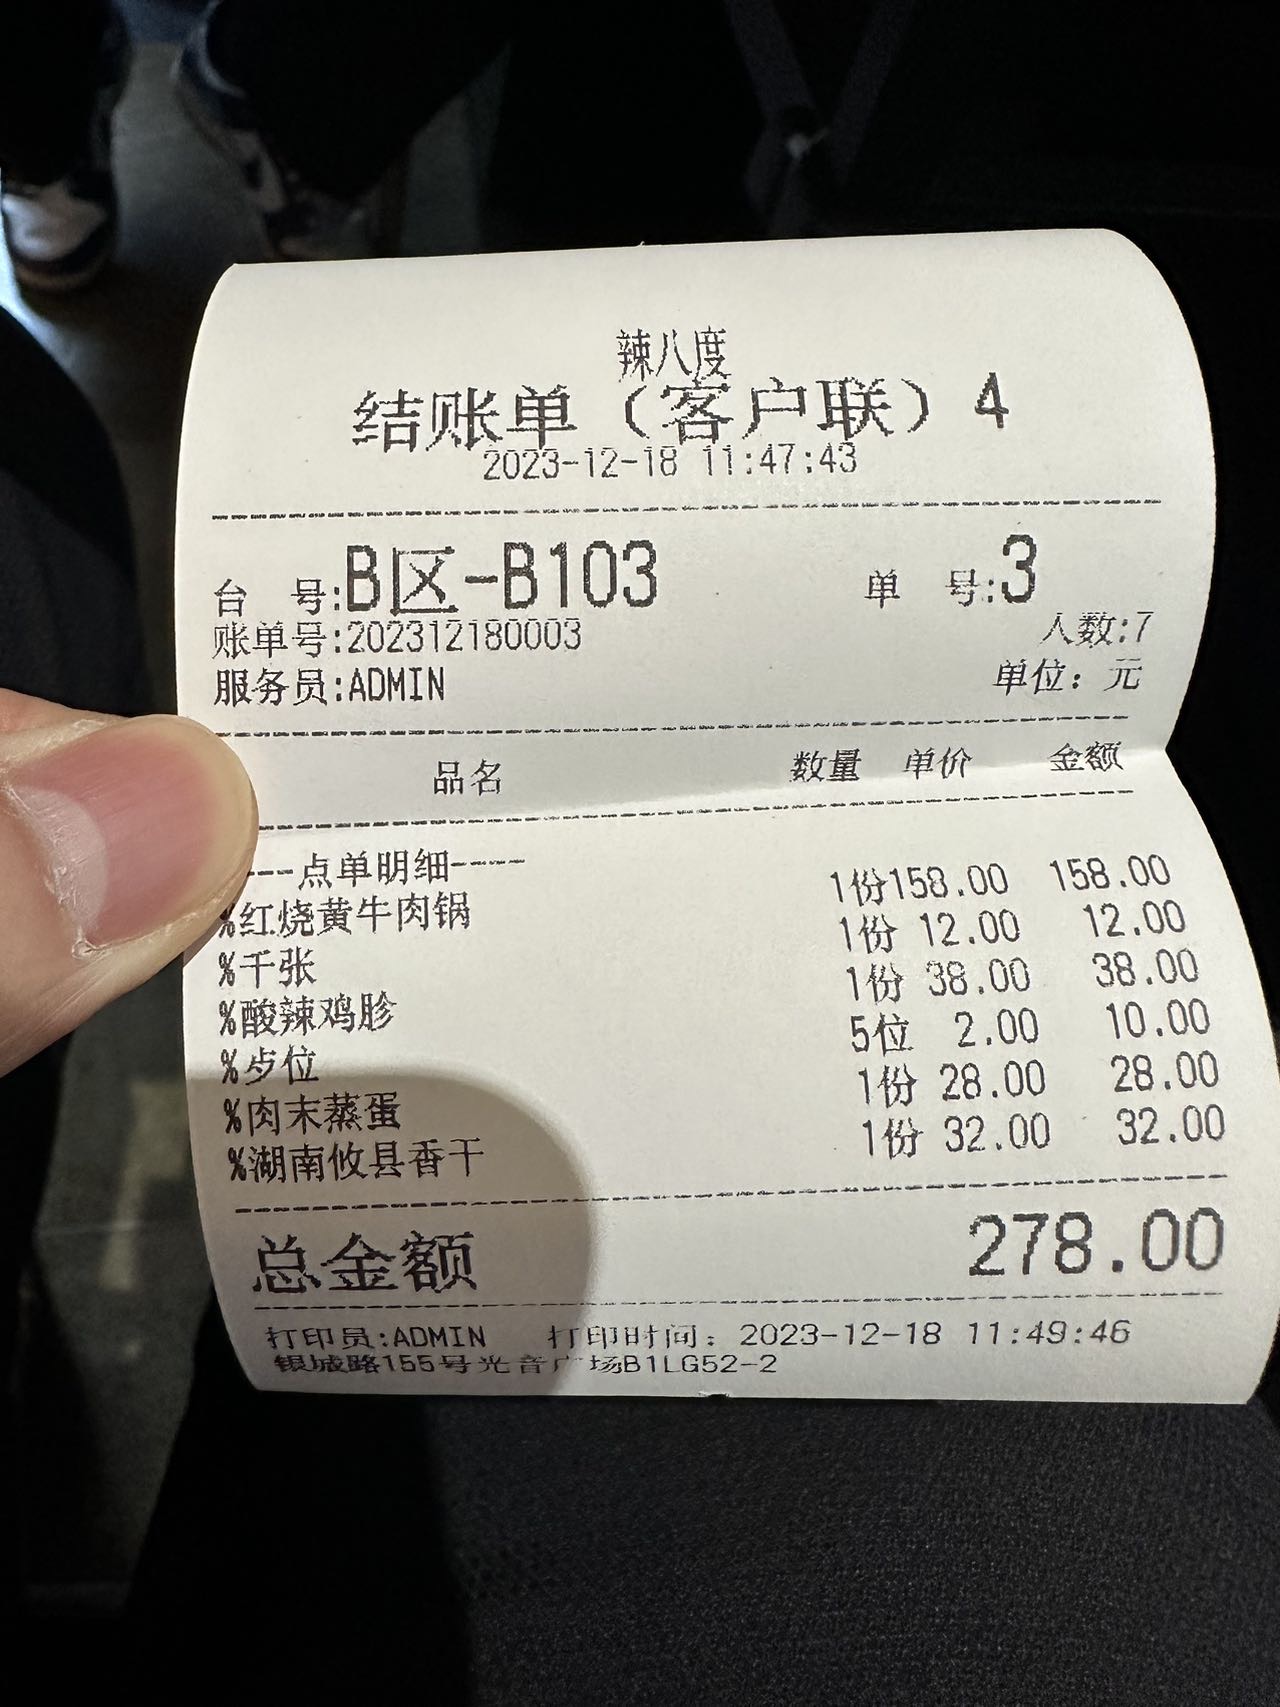 辣八度
结账单（客户联）4
2023-12-18 11:47:43
台 号:B区-B103 单 号:3
账单号:202312180003 人数:7
服务员:ADMIN 单位：元
品名 数量 单价 金额
----点单明细----
%红烧黄牛肉锅 1份 158.00 158.00
%千张 1份 12.00 12.00
%酸辣鸡胗 1份 38.00 38.00
%歺位 5位 2.00 10.00
%肉末蒸蛋 1份 28.00 28.00
%湖南攸县香干 1份 32.00 32.00
总金额 278.00
打印员:ADMIN 打印时间：2023-12-18 11:49:46
银城路155号光音广场B1LG52-2